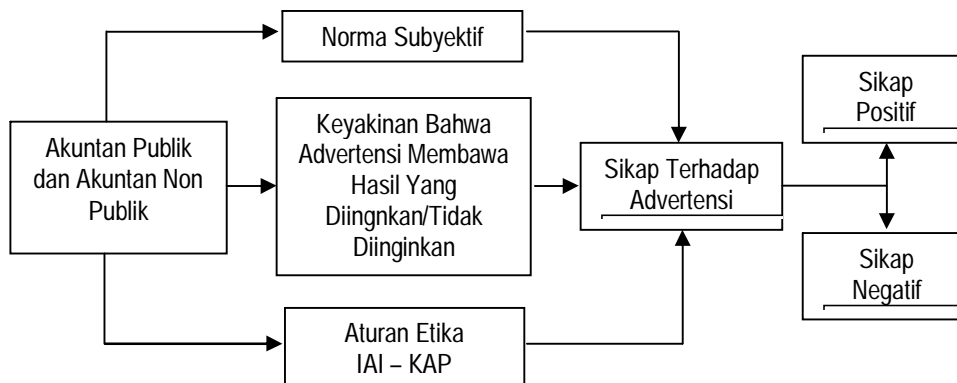 Norma Subyektif
Akuntan Publik
dan Akuntan Non
Publik
Keyakinan Bahwa
Advertensi Membawa
Hasil Yang
Diingnkan/Tidak
Diinginkan
Aturan Etika
IAI – KAP
Sikap Terhadap
Advertensi
Sikap
Positif
Sikap
Negatif